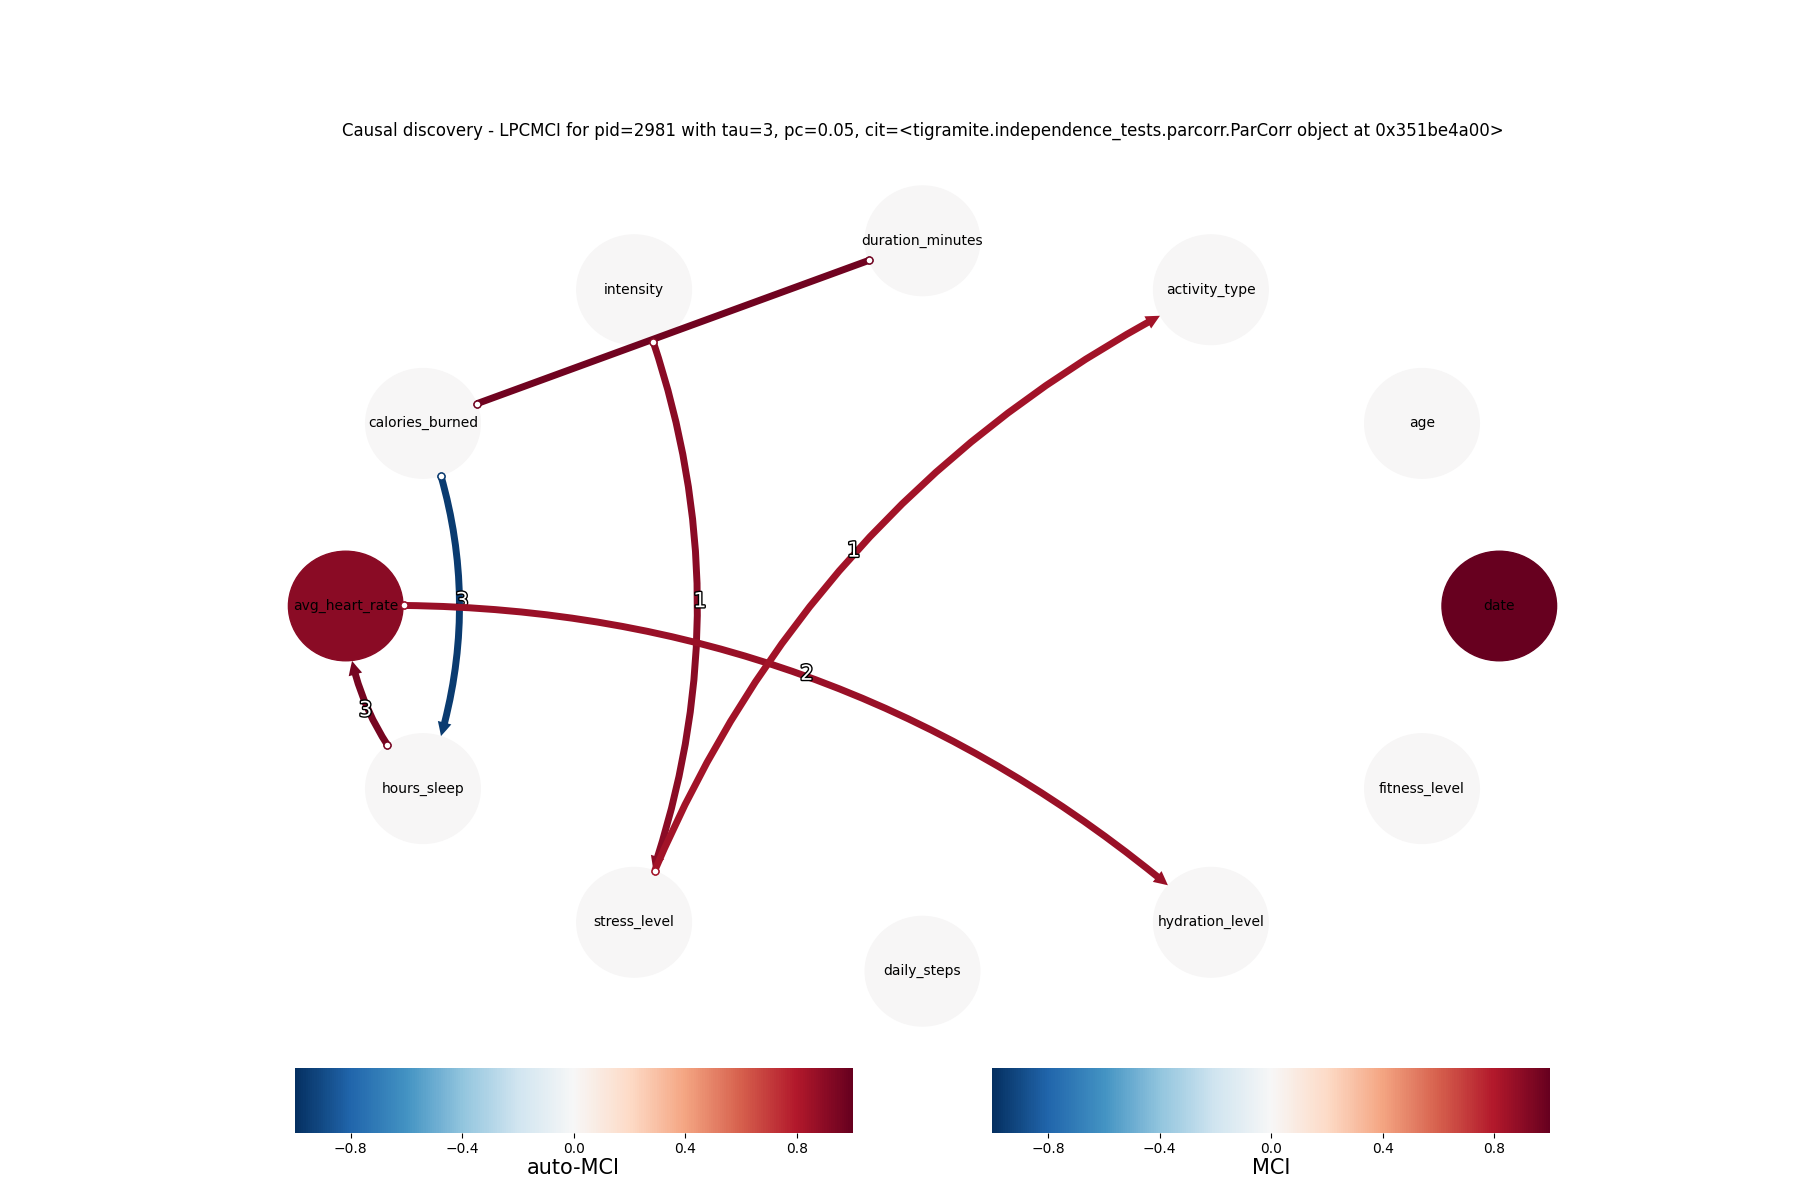 Causal discovery - LPCMCI for pid=2981 with tau=3, pc=0.05, cit=<tigramite.independence_tests.parcorr.ParCorr object at 0x351be4a00>
duration_minutes
intensity
activity_type
calories_burned
age
1
avg_heart_rate
3
1
date
2
3
hours_sleep
fitness_level
stress_level
hydration_level
daily_steps
−0.8 −0.4 0.0 0.4 0.8
auto-MCI
−0.8 −0.4 0.0 0.4 0.8
MCI